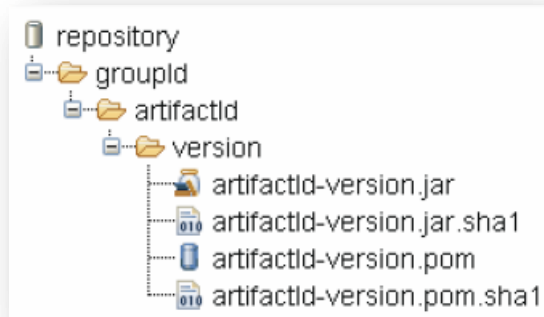 repository
groupId
artifactId
version
artifactId-version.jar
artifactId-version.jar.sha1
artifactId-version.pom
artifactId-version.pom.sha1